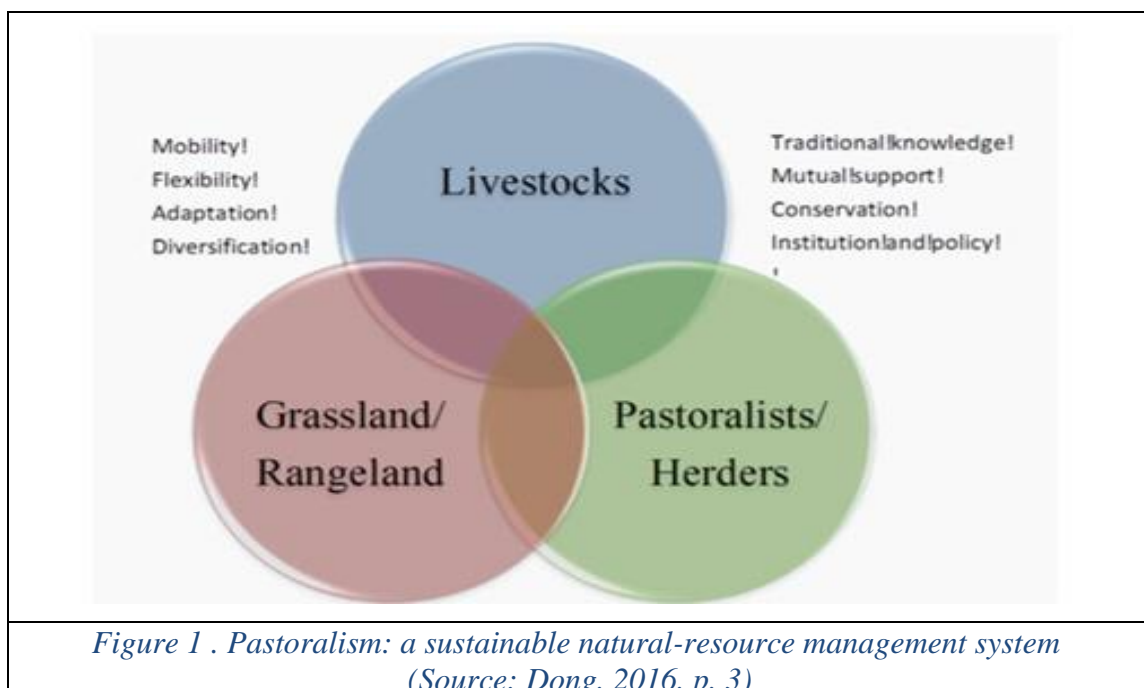 Mobility!
Flexibility!
Adaptation!
Diversification!
Livestocks
Traditional!knowledge!
Mutual!support!
Conservation!
Institution!and!policy!
!
Grassland/
Rangeland
Pastoralists/
Herders
Figure 1 . Pastoralism: a sustainable natural-resource management system
(Source: Dong, 2016, p. 3)